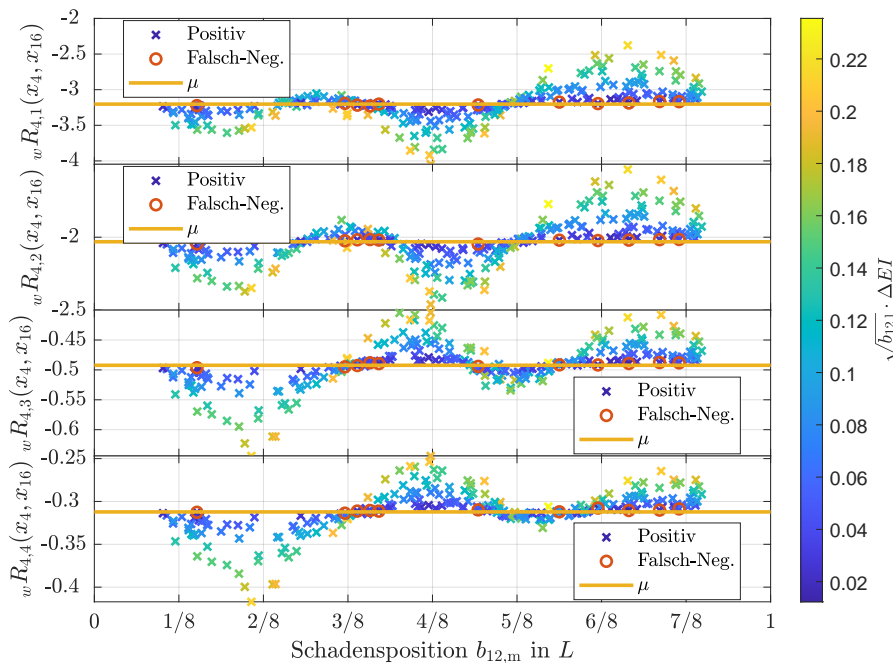 -2
-2.5
-3
-3.5
-4
wR4,1(x4, x16)
Positiv
Falsch-Neg.
μ
-2
-2.5
wR4,2(x4, x16)
Positiv
Falsch-Neg.
μ
-0.45
-0.5
-0.55
-0.6
wR4,3(x4, x16)
Positiv
Falsch-Neg.
μ
-0.25
-0.3
-0.35
-0.4
wR4,4(x4, x16)
Positiv
Falsch-Neg.
μ
0 1/8 2/8 3/8 4/8 5/8 6/8 7/8 1
Schadensposition b12,m in L
0.22
0.2
0.18
0.16
0.14
0.12
0.1
0.08
0.06
0.04
0.02